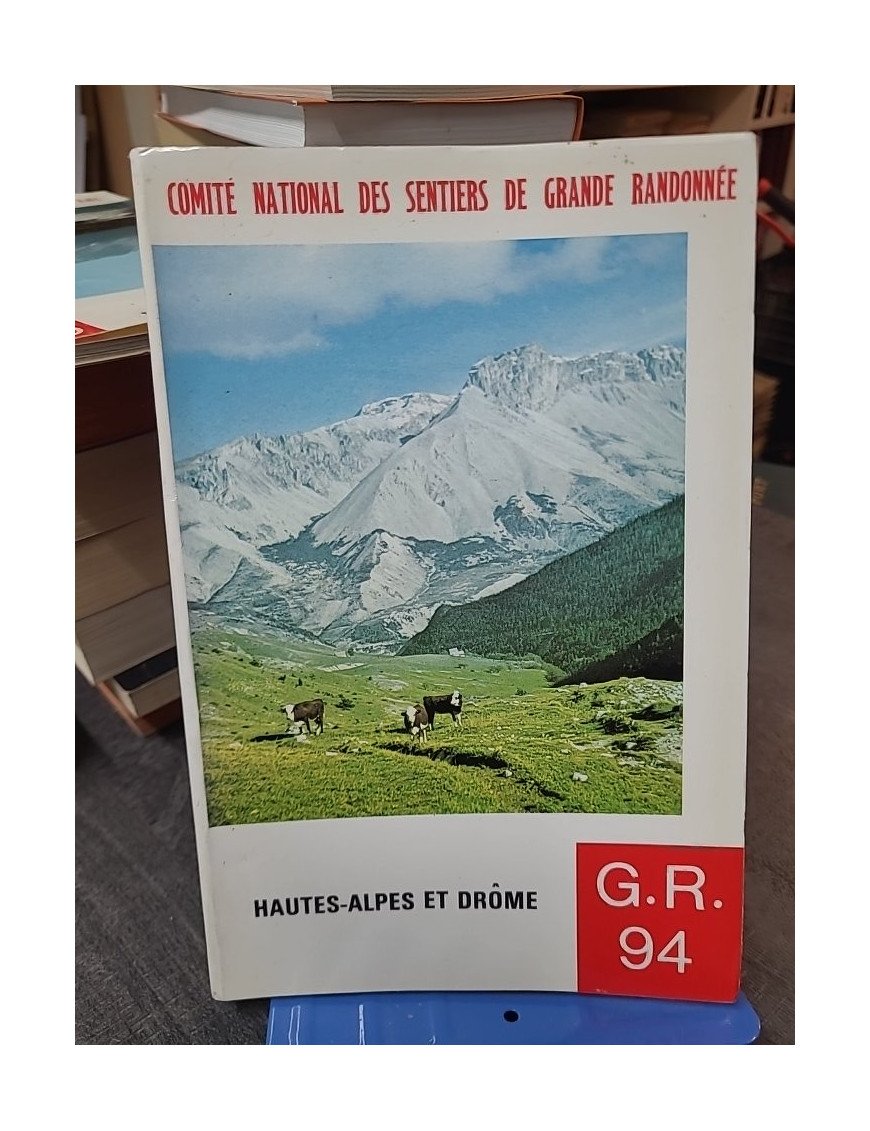 COMITÉ NATIONAL DES SENTIERS DE GRANDE RANDONNÉE
HAUTES-ALPES ET DRÔME
G.R.
94